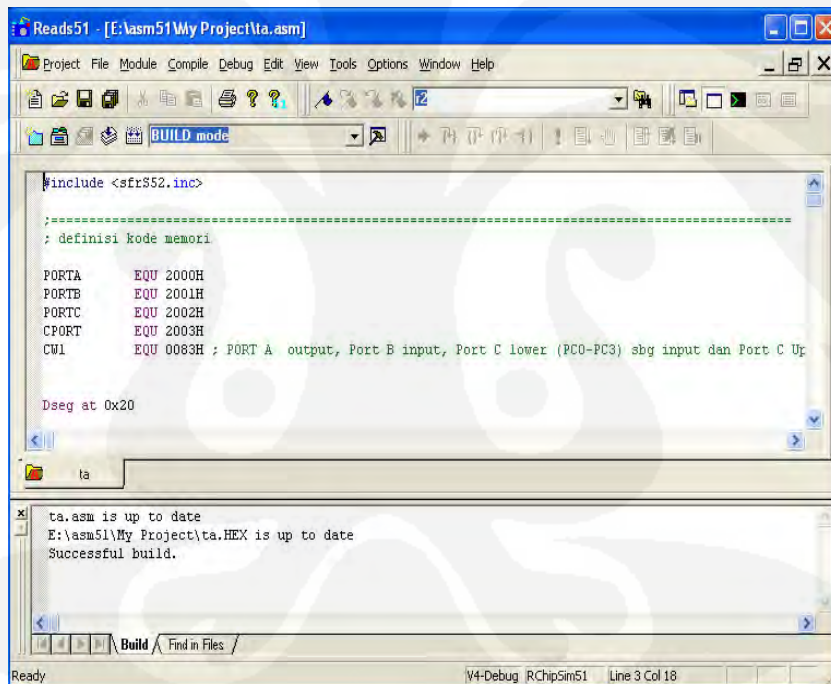 Reads51 - [E:\asm51\My Project\ta.asm]
Project File Module Compile Debug Edit View Tools Options Window Help
r2
BUILD mode
#include <sfr552.inc>
;==================================================================================================
; definisi kode memori
PORTA EQU 2000H
PORTB EQU 2001H
PORTC EQU 2002H
CPORT EQU 2003H
CW1 EQU 0083H ; PORT A output, Port B input, Port C lower (PC0-PC3) sbg input dan Port C Up
Dseg at 0x20
ta
ta.asm is up to date
E:\asm51\My Project\ta.HEX is up to date
Successful build.
Build Find in Files
Ready V4-Debug RChipSim51 Line 3 Col 18